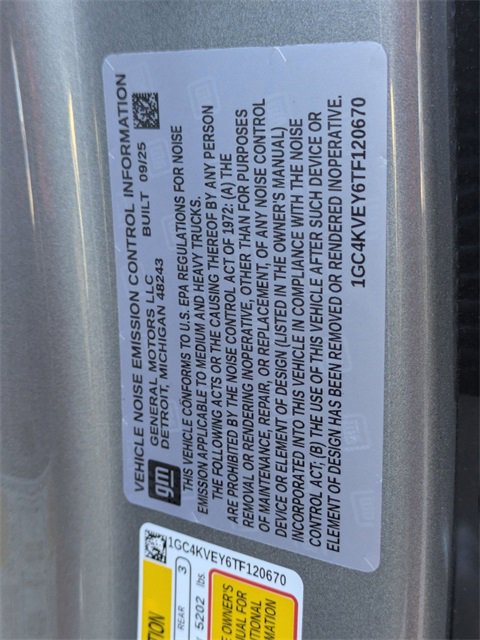 VEHICLE NOISE EMISSION CONTROL INFORMATION
GENERAL MOTORS LLC
DETROIT, MICHIGAN 48243 BUILT 09/25
gm
THIS VEHICLE CONFORMS TO U.S. EPA REGULATIONS FOR NOISE
EMISSION APPLICABLE TO MEDIUM AND HEAVY TRUCKS.
THE FOLLOWING ACTS OR THE CAUSING THEREOF BY ANY PERSON
ARE PROHIBITED BY THE NOISE CONTROL ACT OF 1972: (A) THE
REMOVAL OR RENDERING INOPERATIVE, OTHER THAN FOR PURPOSES
OF MAINTENANCE, REPAIR, OR REPLACEMENT, OF ANY NOISE CONTROL
DEVICE OR ELEMENT OF DESIGN (LISTED IN THE OWNER'S MANUAL)
INCORPORATED INTO THIS VEHICLE IN COMPLIANCE WITH THE NOISE
CONTROL ACT; (B) THE USE OF THIS VEHICLE AFTER SUCH DEVICE OR
ELEMENT OF DESIGN HAS BEEN REMOVED OR RENDERED INOPERATIVE.
1GC4KVEY6TF120670
1GC4KVEY6TF120670
REAR 3
5202 lbs.
OWNER'S
FOR